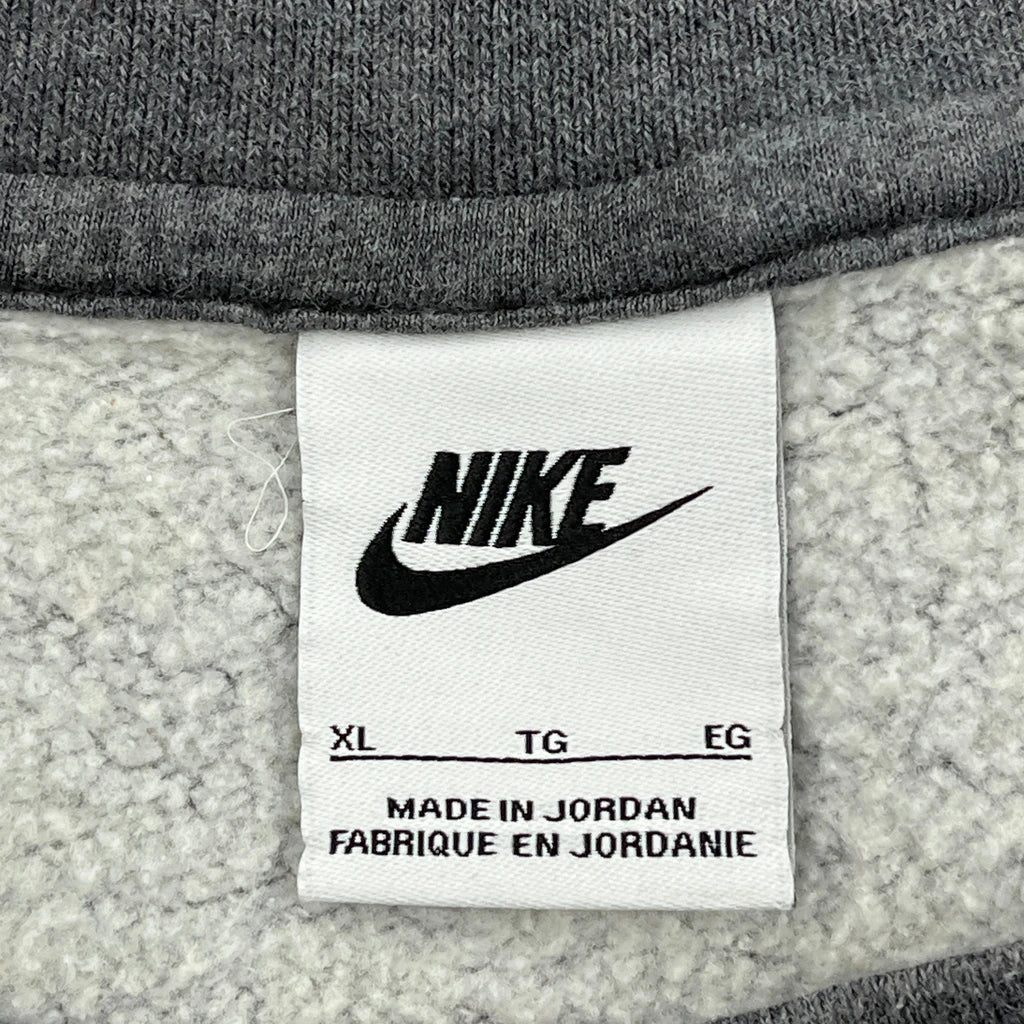 NIKE
XL TG EG
MADE IN JORDAN
FABRIQUE EN JORDANIE